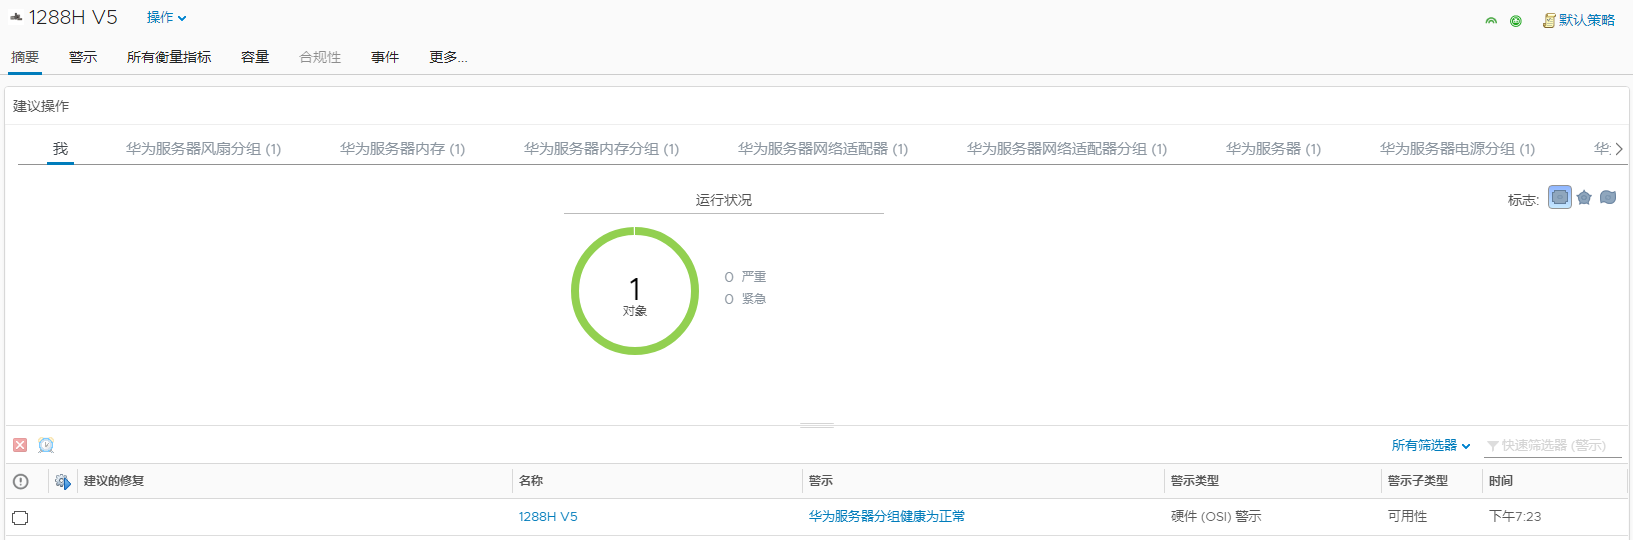 1288H V5 操作 默认策略
摘要 警示 所有衡量指标 容量 合规性 事件 更多...
建议操作
我 华为服务器风扇分组 (1) 华为服务器内存 (1) 华为服务器内存分组 (1) 华为服务器网络适配器 (1) 华为服务器网络适配器分组 (1) 华为服务器 (1) 华为服务器电源分组 (1) 华
运行状况 标志:
1
对象
0 严重
0 紧急
所有筛选器 快速筛选器 (警示)
建议的修复 名称 警示 警示类型 警示子类型 时间
1288H V5 华为服务器分组健康为正常 硬件 (OSI) 警示 可用性 下午7:23